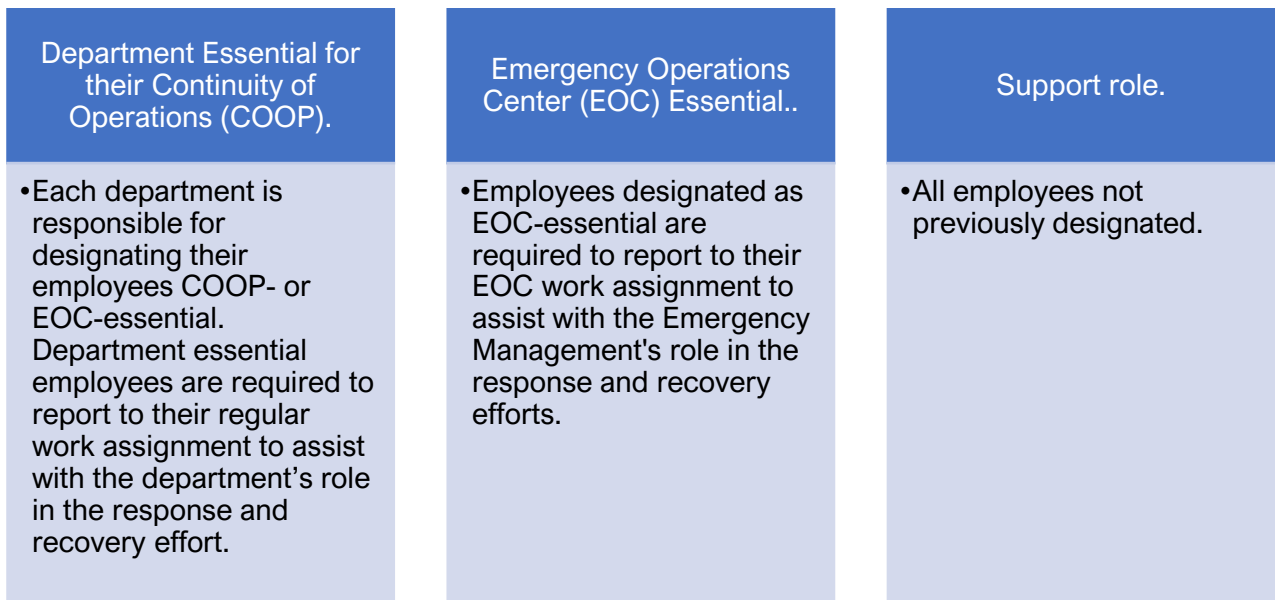 Department Essential for
their Continuity of
Operations (COOP).
•Each department is
responsible for
designating their
employees COOP- or
EOC-essential.
Department essential
employees are required to
report to their regular
work assignment to assist
with the department’s role
in the response and
recovery effort.
Emergency Operations
Center (EOC) Essential..
•Employees designated as
EOC-essential are
required to report to their
EOC work assignment to
assist with the Emergency
Management's role in the
response and recovery
efforts.
Support role.
•All employees not
previously designated.